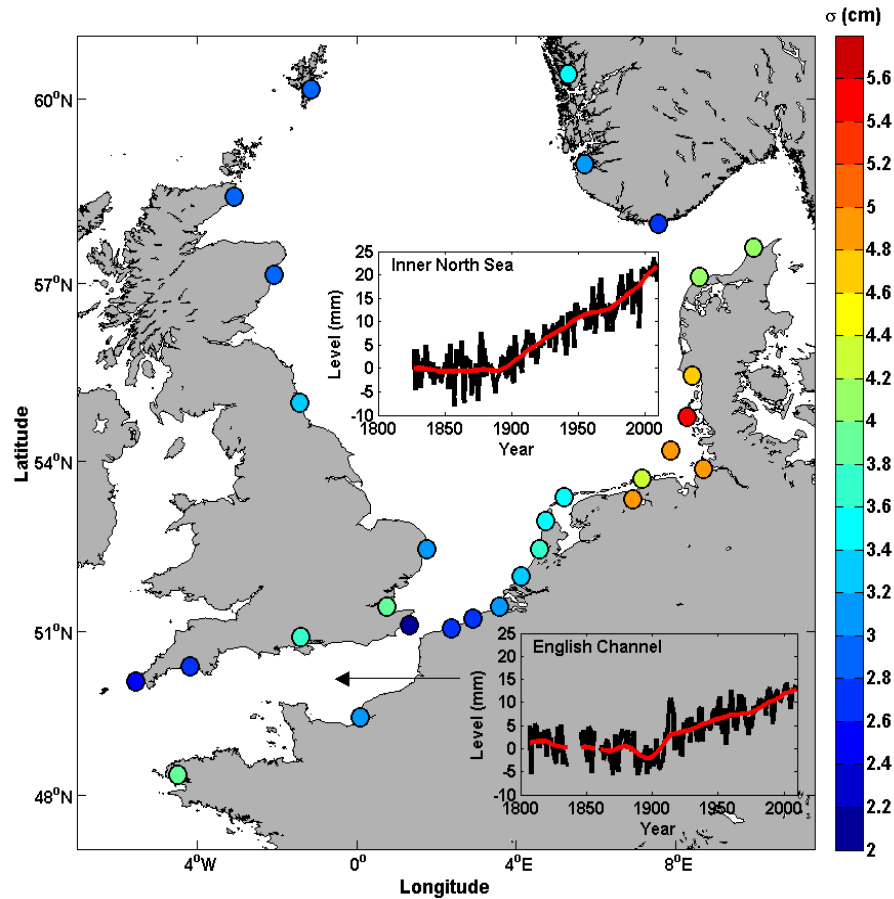 σ (cm)
60°N
57°N
54°N
51°N
48°N
Latitude
4°W
0°
4°E
8°E
Longitude
Inner North Sea
25
20
15
10
5
0
-5
-10
Level (mm)
1800
1850
1900
1950
2000
Year
English Channel
25
20
15
10
5
0
-5
-10
Level (mm)
1800
1850
1900
1950
2000
Year
5.6
5.4
5.2
5
4.8
4.6
4.4
4.2
4
3.8
3.6
3.4
3.2
3
2.8
2.6
2.4
2.2
2